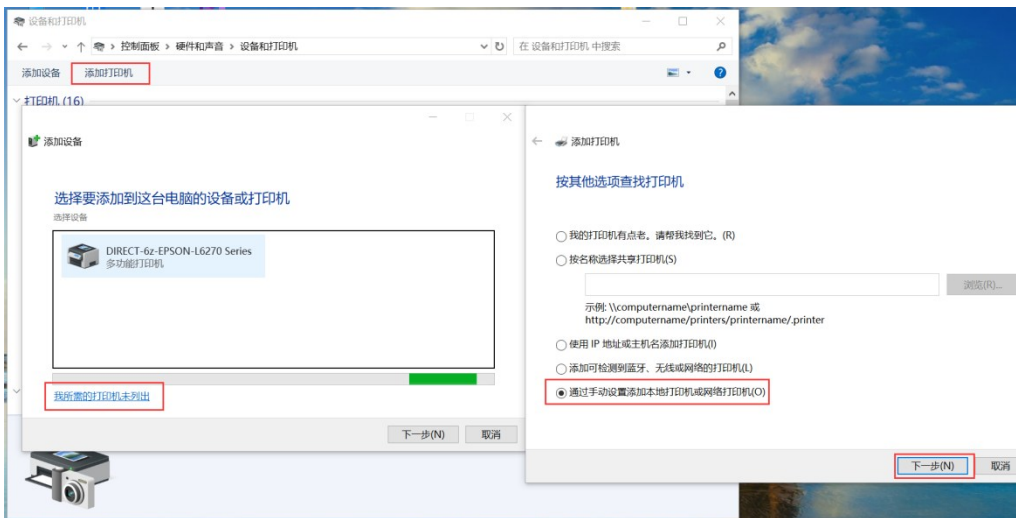 设备和打印机
控制面板 › 硬件和声音 › 设备和打印机
在 设备和打印机 中搜索
添加设备 添加打印机
打印机 (16)
添加设备
选择要添加到这台电脑的设备或打印机
选择设备
DIRECT-6z-EPSON-L6270 Series
多功能打印机
我所需的打印机未列出
下一步(N) 取消
添加打印机
按其他选项查找打印机
我的打印机有点老。请帮我找到它。(R)
按名称选择共享打印机(S)
浏览(R)...
示例: \\computername\printername 或
http://computername/printers/printername/.printer
使用 IP 地址或主机名添加打印机(I)
添加可检测到蓝牙、无线或网络的打印机(L)
通过手动设置添加本地打印机或网络打印机(O)
下一步(N) 取消